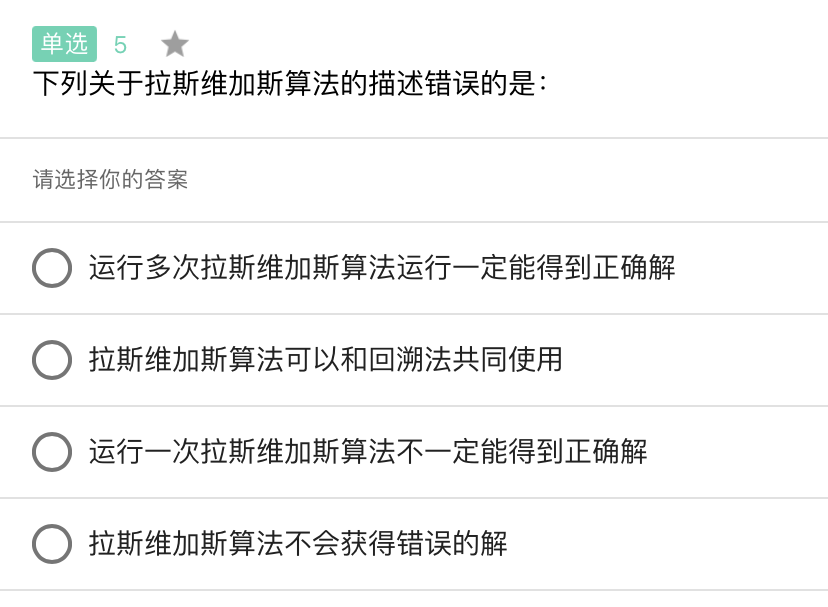 单选 5
下列关于拉斯维加斯算法的描述错误的是：
请选择你的答案
运行多次拉斯维加斯算法运行一定能得到正确解
拉斯维加斯算法可以和回溯法共同使用
运行一次拉斯维加斯算法不一定能得到正确解
拉斯维加斯算法不会获得错误的解